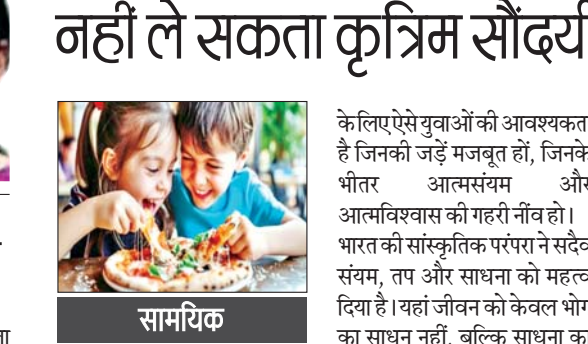 नहीं ले सकता कृत्रिम सौंदर्य
सामयिक
के लिए ऐसे युवाओं की आवश्यकत
है जिनकी जड़ें मजबूत हों, जिनके
भीतर आत्मसंयम और
आत्मविश्वास की गहरी नींव हो।
भारत की सांस्कृतिक परंपरा ने सदैव
संयम, तप और साधना को महत्व
दिया है। यहां जीवन को केवल भोग
का साधन नहीं, बल्कि साधना का